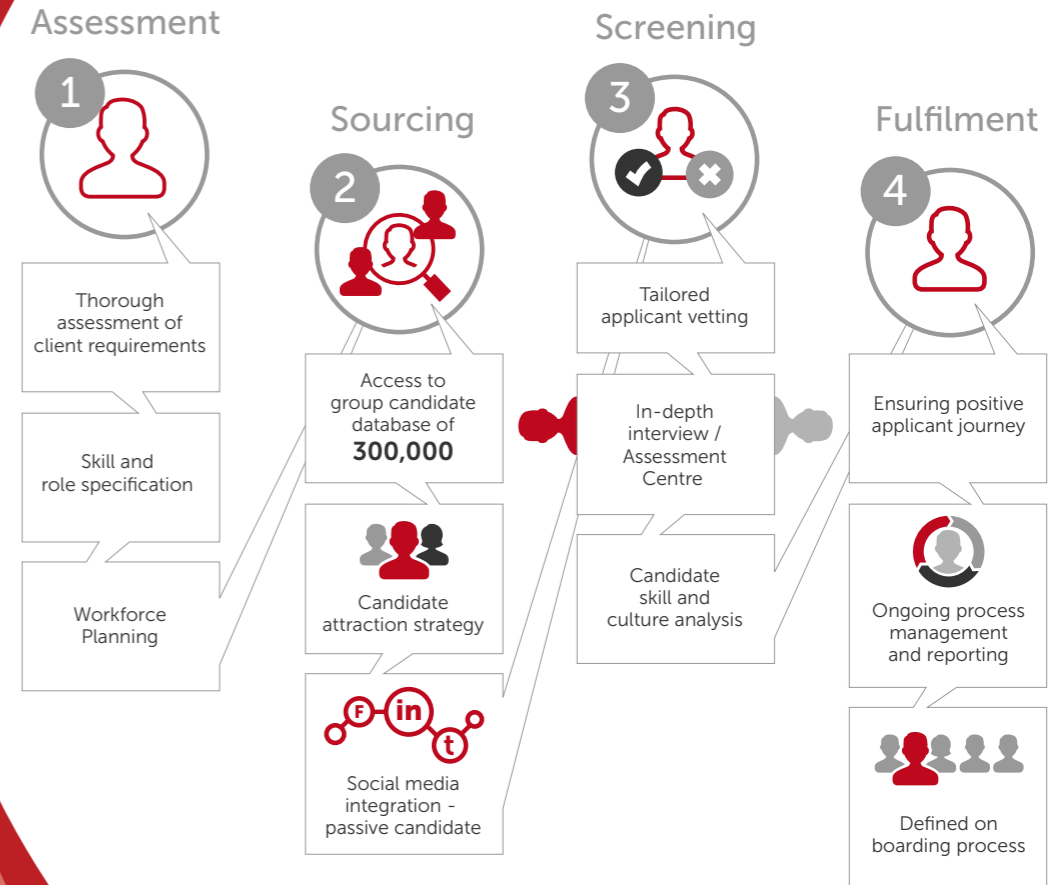 Assessment
1
Thorough
assessment of
client requirements
Skill and
role specification
Workforce
Planning
Sourcing
2
Access to
group candidate
database of
300,000
Candidate
attraction strategy
F
in
t
Social media
integration -
passive candidate
Screening
3
Tailored
applicant vetting
In-depth
interview /
Assessment
Centre
Candidate
skill and
culture analysis
Fulfilment
4
Ensuring positive
applicant journey
Ongoing process
management
and reporting
Defined on
boarding process